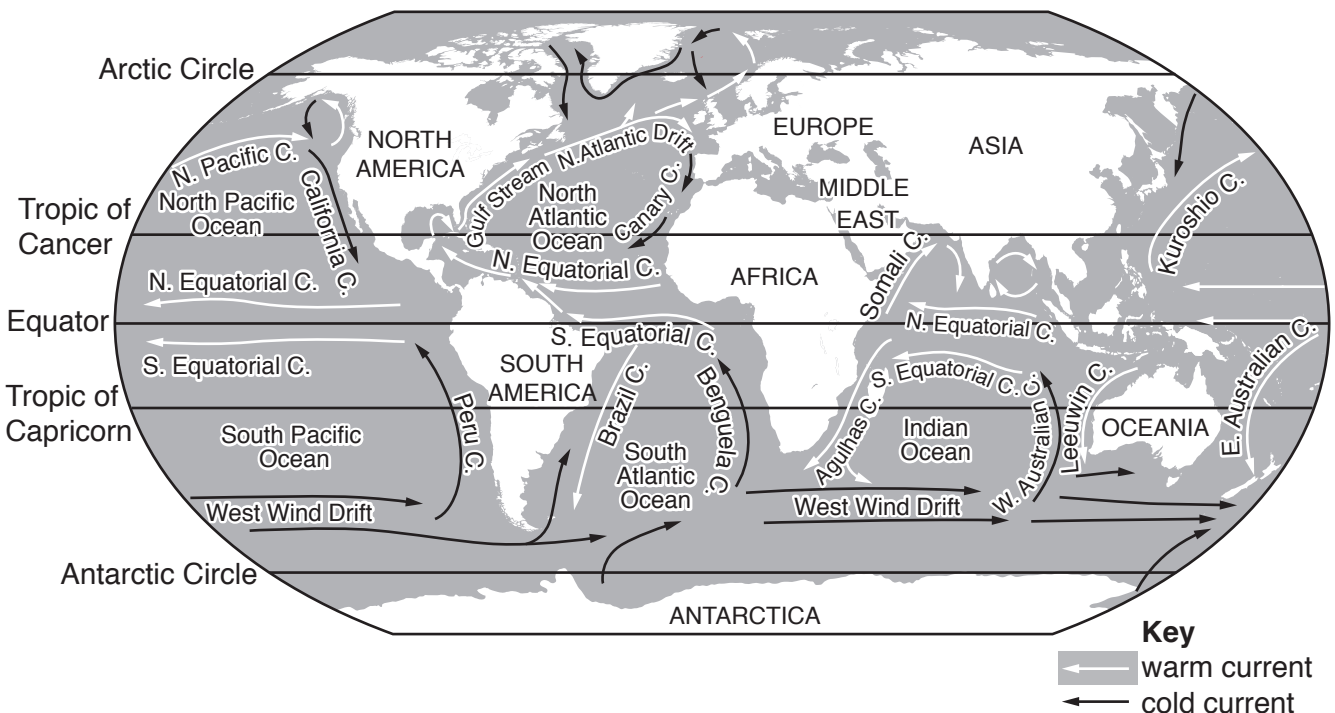 Arctic Circle
Tropic of
Cancer
Equator
Tropic of
Capricorn
Antarctic Circle
NORTH
AMERICA
EUROPE
ASIA
MIDDLE
EAST
AFRICA
SOUTH
AMERICA
OCEANIA
ANTARCTICA
N. Pacific C.
North Pacific
Ocean
California C.
N. Equatorial C.
S. Equatorial C.
South Pacific
Ocean
Peru C.
West Wind Drift
Gulf Stream
N.Atlantic Drift
North
Atlantic
Ocean
Canary C.
N. Equatorial C.
S. Equatorial C.
Brazil C.
Benguela C.
South
Atlantic
Ocean
Somali C.
N. Equatorial C.
S. Equatorial C.
Agulhas C.
Indian
Ocean
W. Australian C.
Leeuwin C.
West Wind Drift
Kuroshio C.
E. Australian C.
Key
warm current
cold current